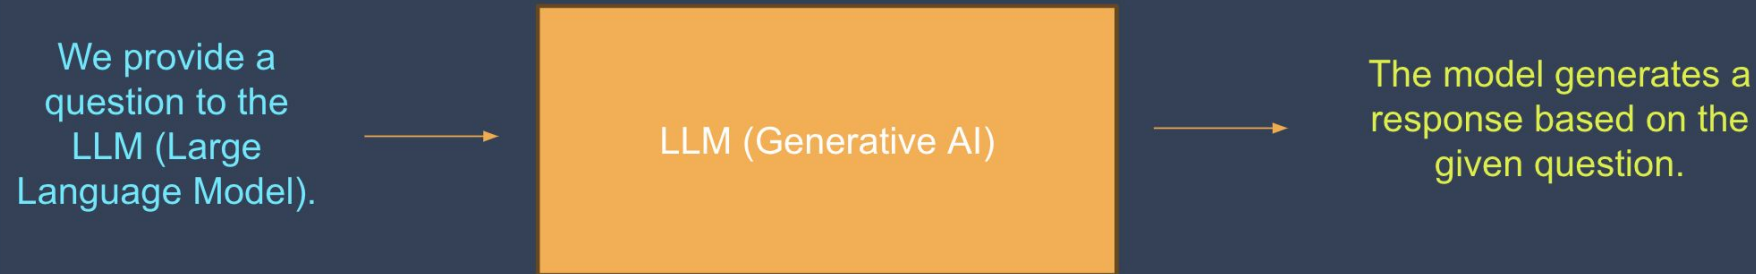 We provide a
question to the
LLM (Large
Language Model).
LLM (Generative AI)
The model generates a
response based on the
given question.